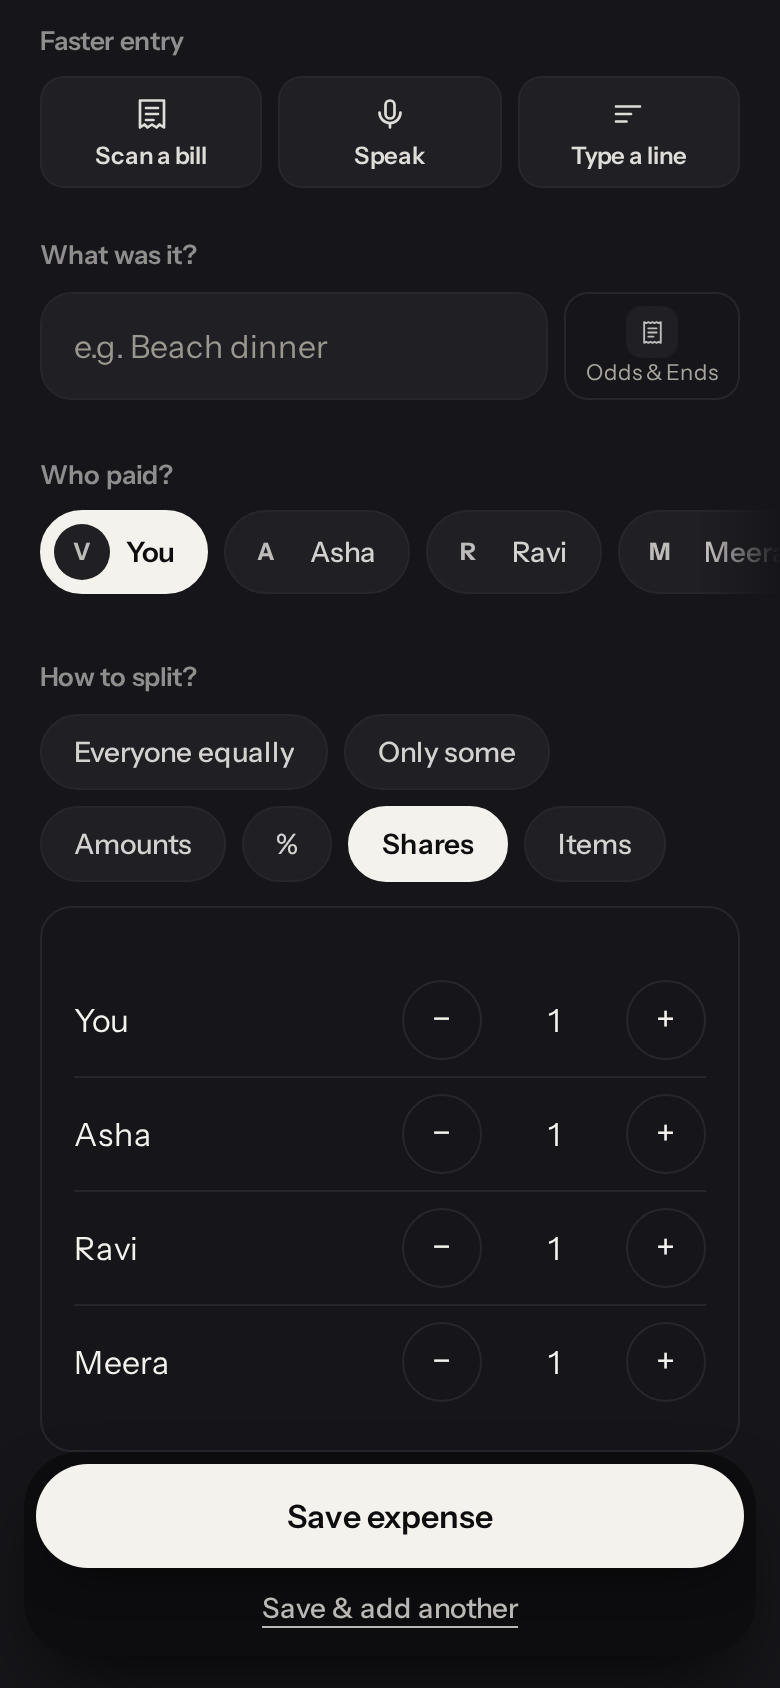 Faster entry
Scan a bill
Speak
Type a line
What was it?
e.g. Beach dinner
Odds & Ends
Who paid?
V You
A Asha
R Ravi
M Meera
How to split?
Everyone equally
Only some
Amounts
%
Shares
Items
You − 1 +
Asha − 1 +
Ravi − 1 +
Meera − 1 +
Save expense
Save & add another